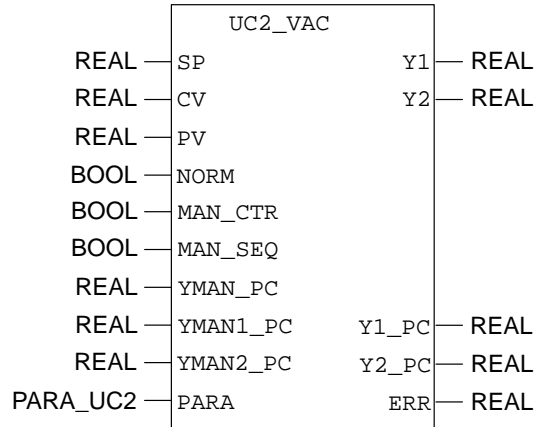 UC2_VAC
REAL SP Y1 REAL
REAL CV Y2 REAL
REAL PV
BOOL NORM
BOOL MAN_CTR
BOOL MAN_SEQ
REAL YMAN_PC
REAL YMAN1_PC Y1_PC REAL
REAL YMAN2_PC Y2_PC REAL
PARA_UC2 PARA ERR REAL